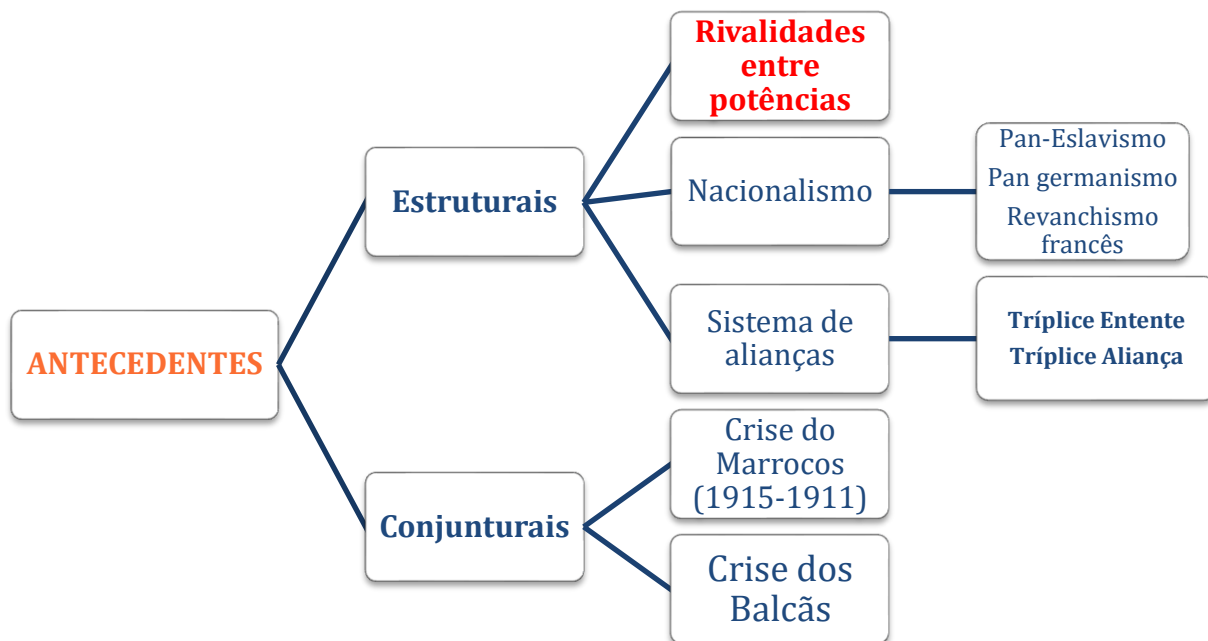 Rivalidades
entre
potências
Pan-Eslavismo
Pan germanismo
Revanchismo
francês
Nacionalismo
Estruturais
Sistema de
alianças
Tríplice Entente
Tríplice Aliança
ANTECEDENTES
Crise do
Marrocos
(1915-1911)
Conjunturais
Crise dos
Balcãs